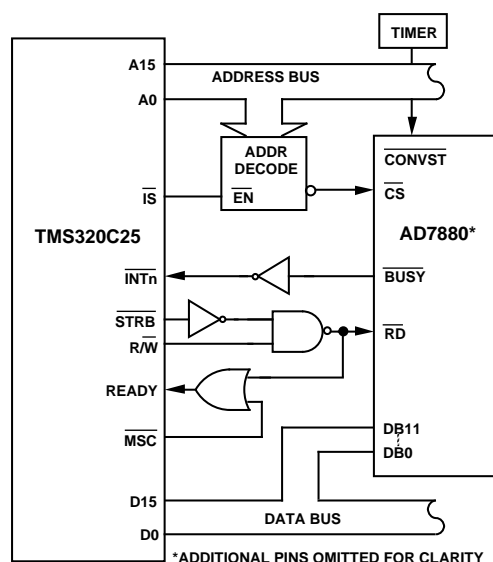 TIMER
A15
ADDRESS BUS
A0
ADDR
DECODE
CONVST
IS
EN
CS
TMS320C25
AD7880*
INTn
BUSY
STRB
R/W
RD
READY
MSC
DB11
DB0
D15
DATA BUS
D0
*ADDITIONAL PINS OMITTED FOR CLARITY